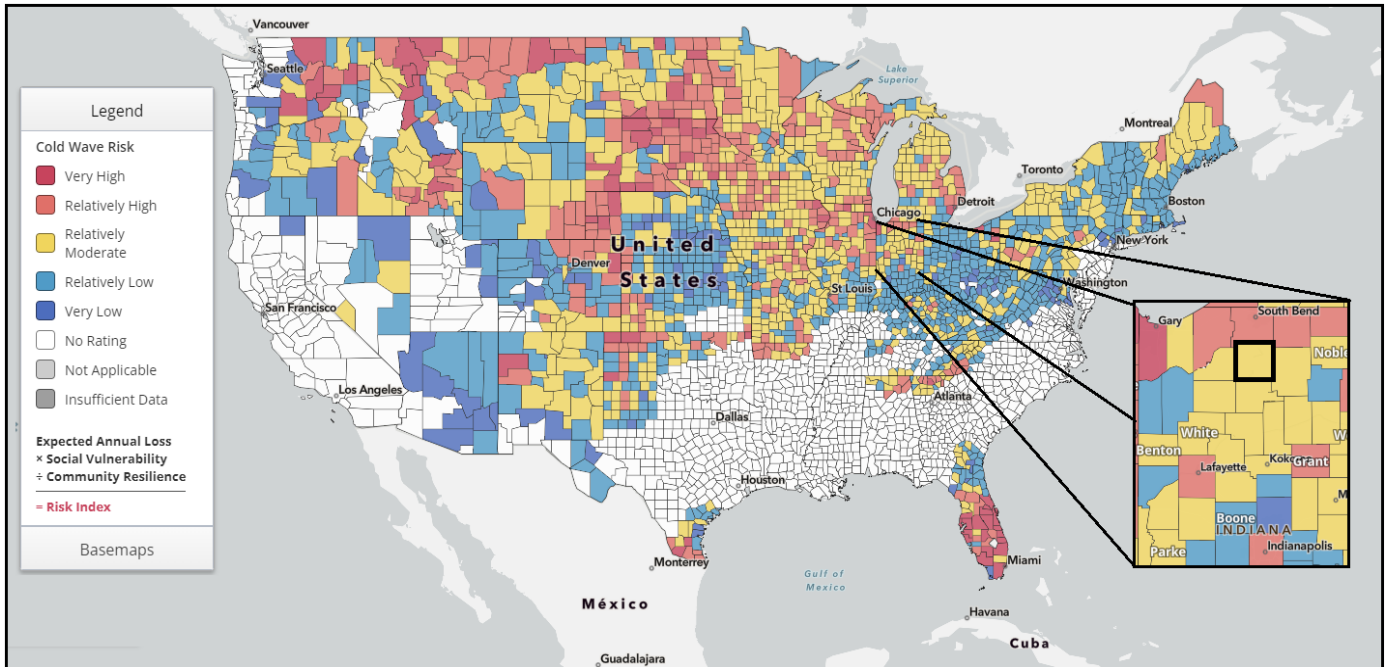 Vancouver
Seattle
Lake
Superior
Montreal
Toronto
Boston
Detroit
Chicago
New York
United
States
Denver
St Louis
Washington
San Francisco
Los Angeles
Atlanta
Dallas
Houston
Monterrey
Miami
Gulf of
Mexico
México
Havana
Cuba
Guadalajara
Legend
Cold Wave Risk
Very High
Relatively High
Relatively
Moderate
Relatively Low
Very Low
No Rating
Not Applicable
Insufficient Data
Expected Annual Loss
× Social Vulnerability
÷ Community Resilience
= Risk Index
Basemaps
Gary
South Bend
White
Benton
Lafayette
Grant
Boone
INDIANA
Indianapolis
Parke